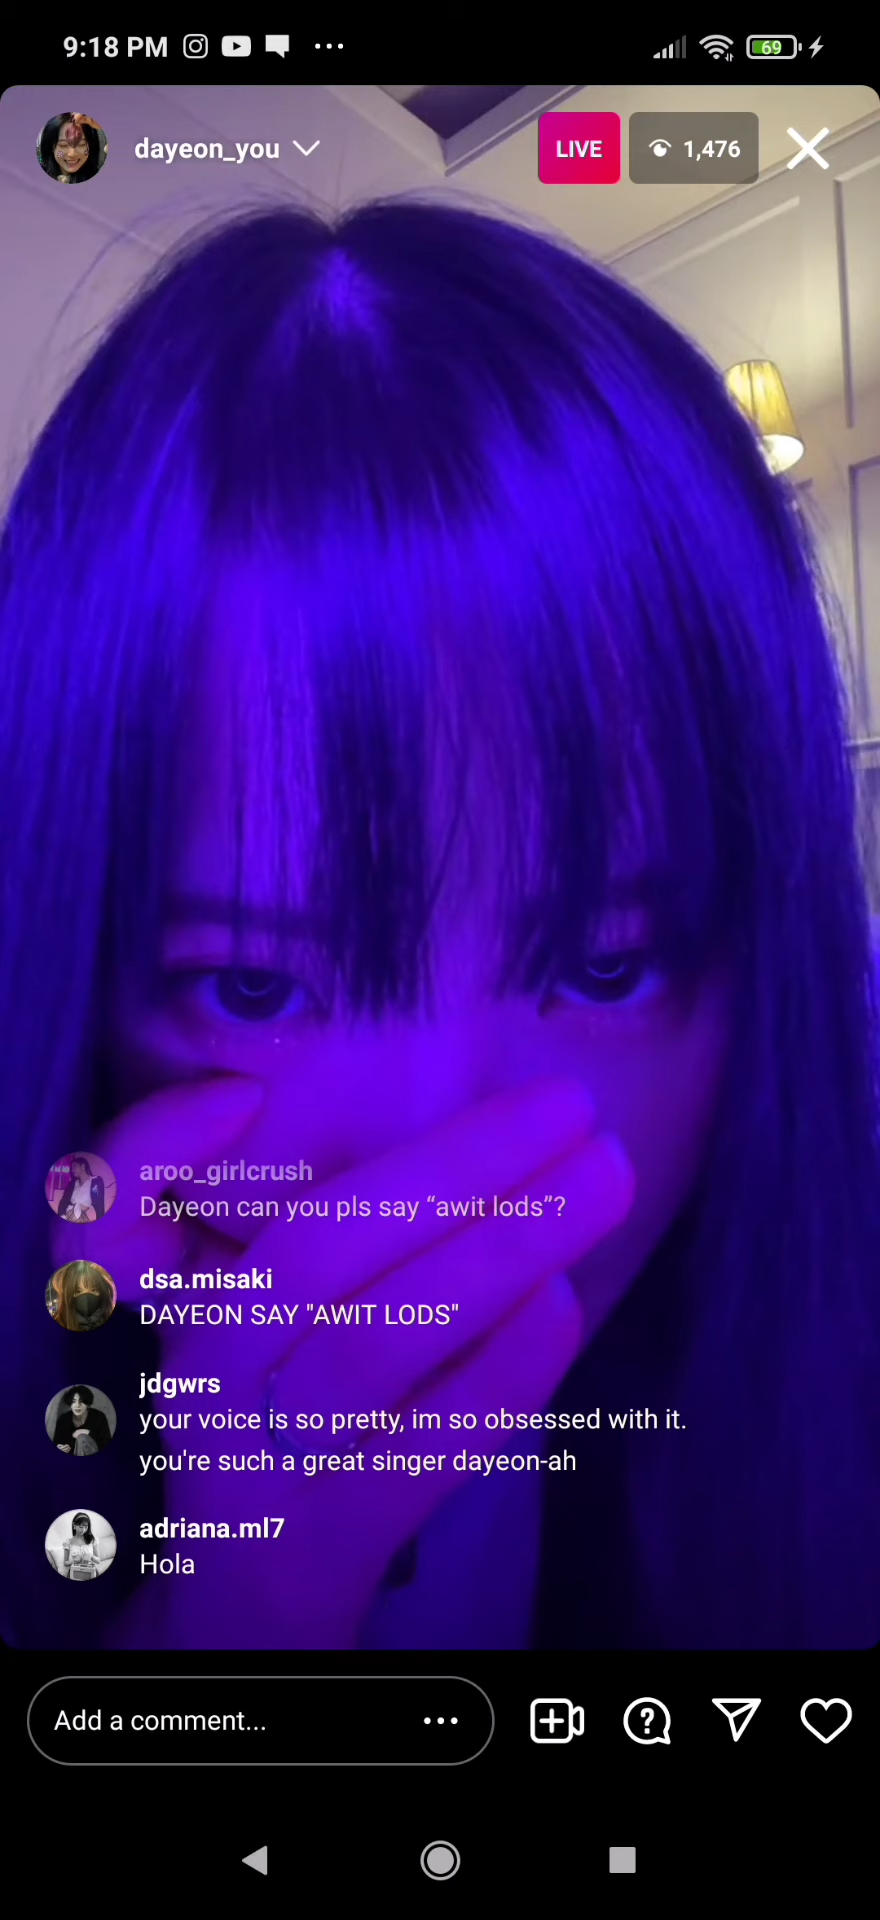 9:18 PM
69
dayeon_you
LIVE
1,476
aroo_girlcrush
Dayeon can you pls say “awit lods”?
dsa.misaki
DAYEON SAY "AWIT LODS"
jdgwrs
your voice is so pretty, im so obsessed with it.
you're such a great singer dayeon-ah
adriana.ml7
Hola
Add a comment...